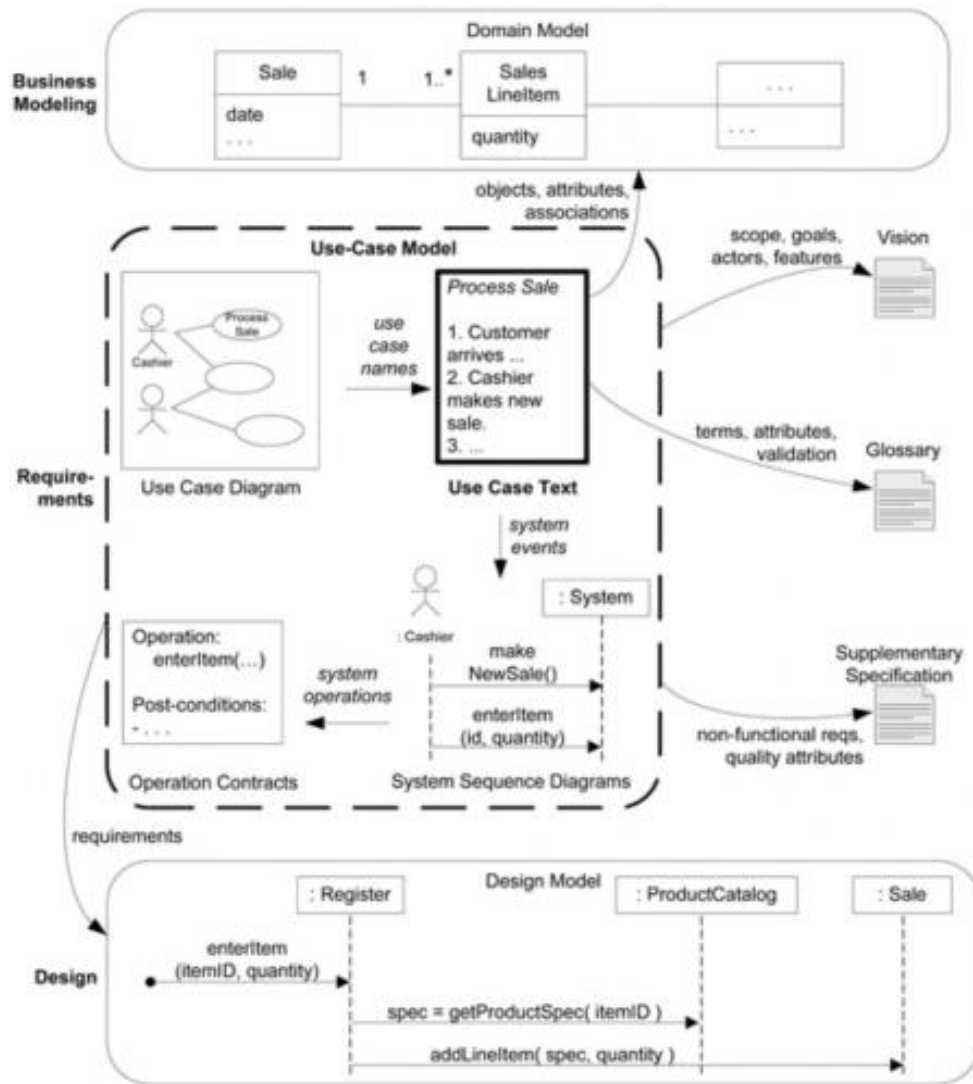 Domain Model
Business
Modeling
Sale
1
1..*
Sales
LineItem
. . .
date
. . .
quantity
. . .
objects, attributes,
associations
Use-Case Model
scope, goals,
actors, features
Vision
Process
Sale
Cashier
use
case
names
Process Sale
1. Customer
arrives ...
2. Cashier
makes new
sale.
3. ...
terms, attributes,
validation
Glossary
Require-
ments
Use Case Diagram
Use Case Text
system
events
: System
: Cashier
make
NewSale()
enterItem
(id, quantity)
Operation:
enterItem(…)
Post-conditions:
- . . .
system
operations
Supplementary
Specification
non-functional reqs,
quality attributes
Operation Contracts
System Sequence Diagrams
requirements
Design Model
: Register
: ProductCatalog
: Sale
Design
enterItem
(itemID, quantity)
spec = getProductSpec( itemID )
addLineItem( spec, quantity )